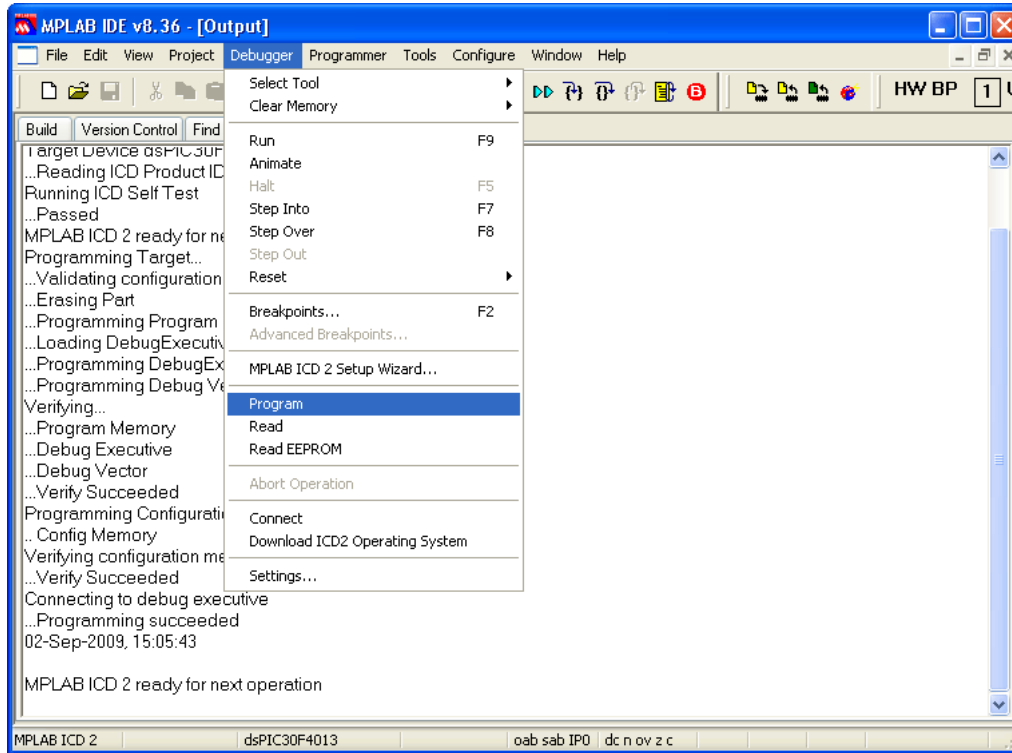 MPLAB IDE v8.36 - [Output]
File Edit View Project Debugger Programmer Tools Configure Window Help
HW BP 1
Build Version Control Find
Target Device dsPIC30F
...Reading ICD Product ID
Running ICD Self Test
...Passed
MPLAB ICD 2 ready for ne
Programming Target...
...Validating configuration
...Erasing Part
...Programming Program
...Loading DebugExecutiv
...Programming DebugEx
...Programming Debug Ve
Verifying...
...Program Memory
...Debug Executive
...Debug Vector
...Verify Succeeded
Programming Configurati
.. Config Memory
Verifying configuration me
...Verify Succeeded
Connecting to debug executive
...Programming succeeded
02-Sep-2009, 15:05:43
MPLAB ICD 2 ready for next operation
Select Tool
Clear Memory
Run F9
Animate
Halt F5
Step Into F7
Step Over F8
Step Out
Reset
Breakpoints... F2
Advanced Breakpoints...
MPLAB ICD 2 Setup Wizard...
Program
Read
Read EEPROM
Abort Operation
Connect
Download ICD2 Operating System
Settings...
MPLAB ICD 2 dsPIC30F4013 oab sab IP0 dc n ov z c